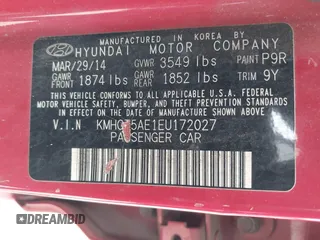 MANUFACTURED IN KOREA BY
HYUNDAI MOTOR COMPANY
MAR/29/14 GVWR 3549 lbs PAINT P9R
GAWR FRONT 1874 lbs GAWR REAR 1852 lbs TRIM 9Y
THIS VEHICLE CONFORMS TO ALL APPLICABLE
FEDERAL MOTOR VEHICLE SAFETY, BUMPER, AND
THEFT PREVENTION STANDARDS IN EFFECT ON
THE DATE OF MANUFACTURE SHOWN ABOVE.
V.I.N KMHCT5AE1EU172027
PASSENGER CAR
DREAMBID